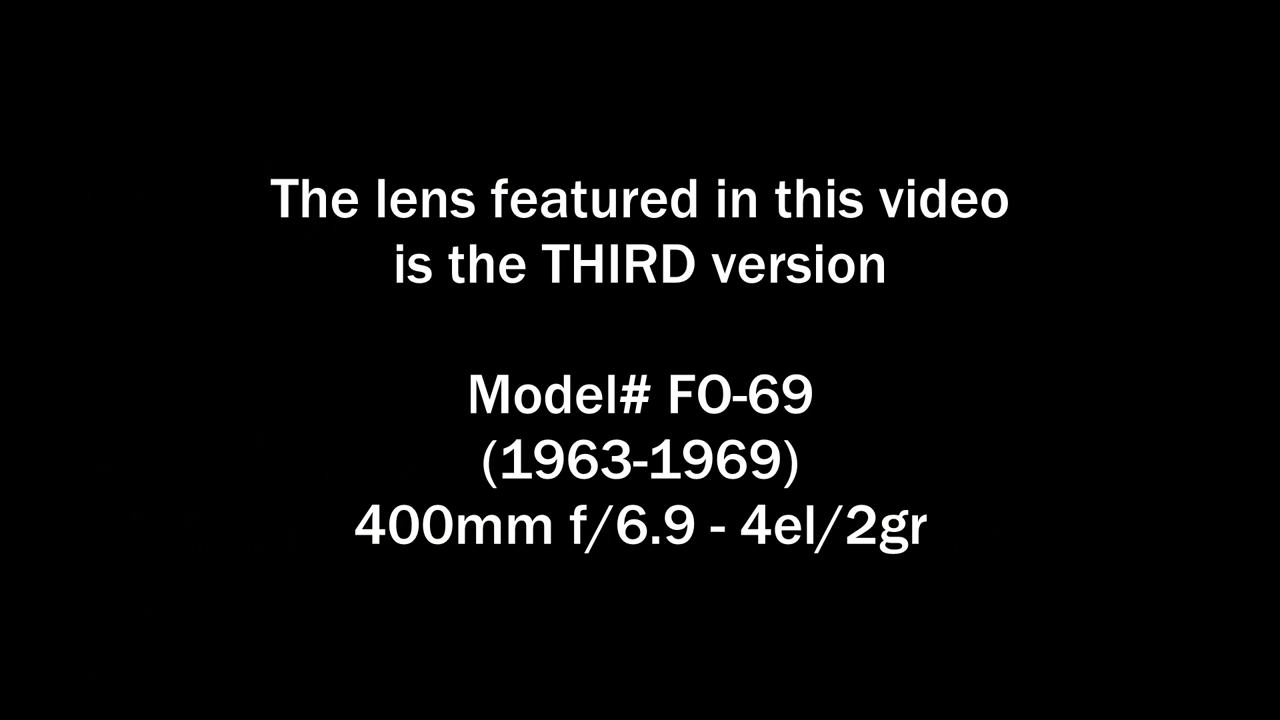 The lens featured in this video
is the THIRD version
Model# FO-69
(1963-1969)
400mm f/6.9 - 4el/2gr